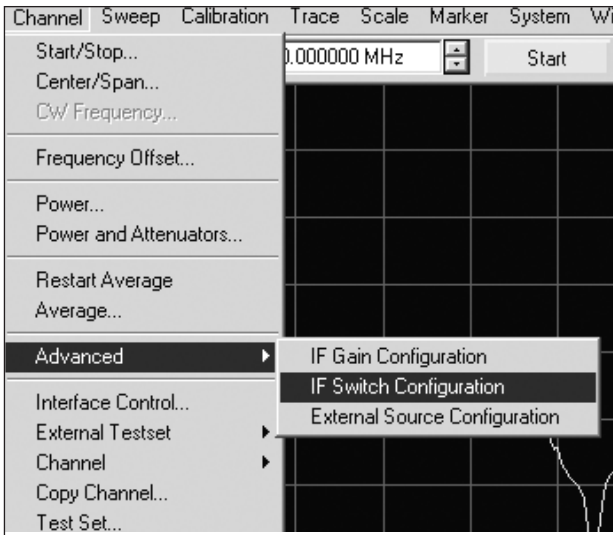 Channel Sweep Calibration Trace Scale Marker System
Start/Stop...
.000000 MHz
Start
Center/Span...
CW Frequency...
Frequency Offset...
Power...
Power and Attenuators...
Restart Average
Average...
Advanced
IF Gain Configuration
IF Switch Configuration
External Source Configuration
Interface Control...
External Testset
Channel
Copy Channel...
Test Set...